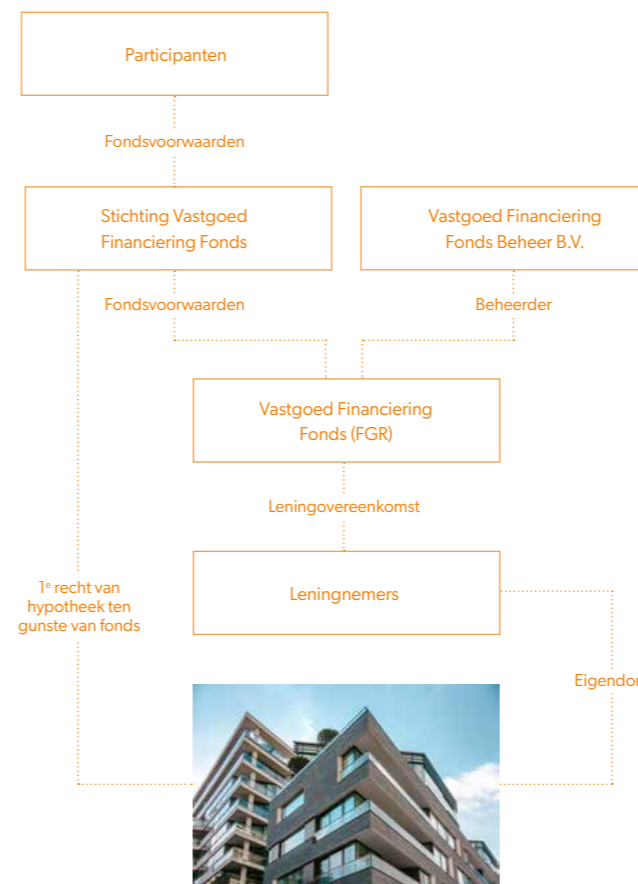 Participanten
Fondsvoorwaarden
Stichting Vastgoed
Financiering Fonds
Vastgoed Financiering
Fonds Beheer B.V.
Fondsvoorwaarden
Beheerder
Vastgoed Financiering
Fonds (FGR)
Leningovereenkomst
Leningnemers
1ᵉ recht van
hypotheek ten
gunste van fonds